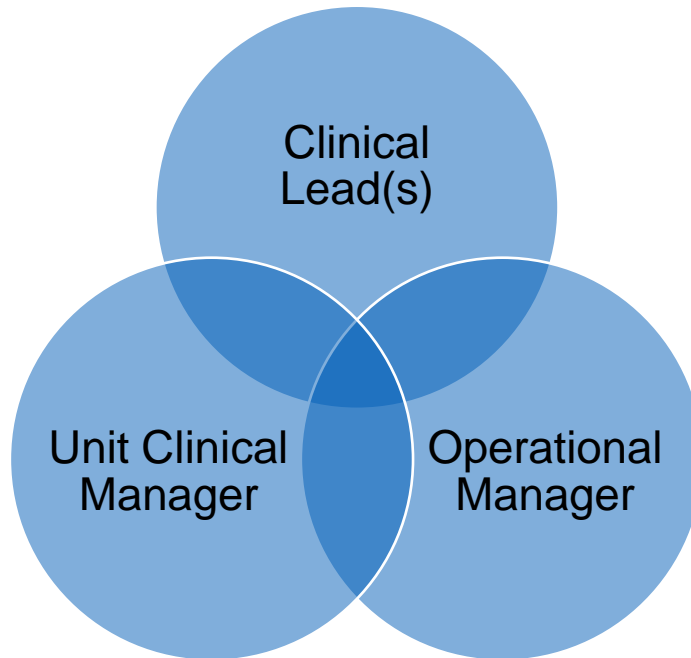 Clinical
Lead(s)
Unit Clinical
Manager
Operational
Manager